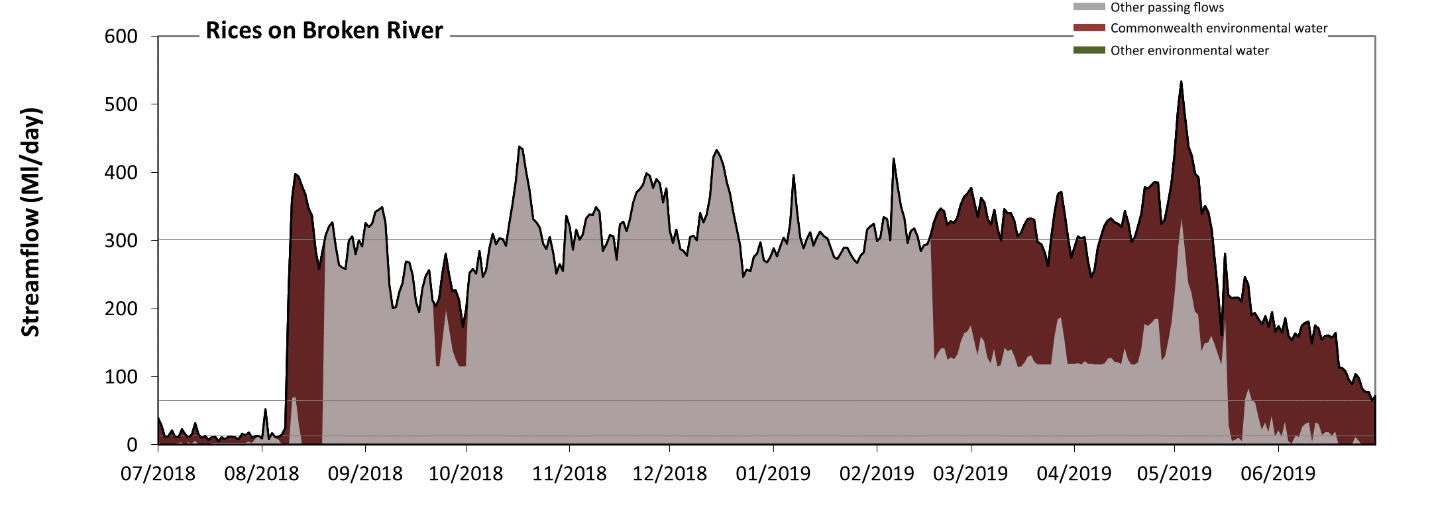 Other passing flows
Rices on Broken River
Commonwealth environmental water
Other environmental water
Streamflow (Ml/day)
600
500
400
300
200
100
0
07/2018 08/2018 09/2018 10/2018 11/2018 12/2018 01/2019 02/2019 03/2019 04/2019 05/2019 06/2019